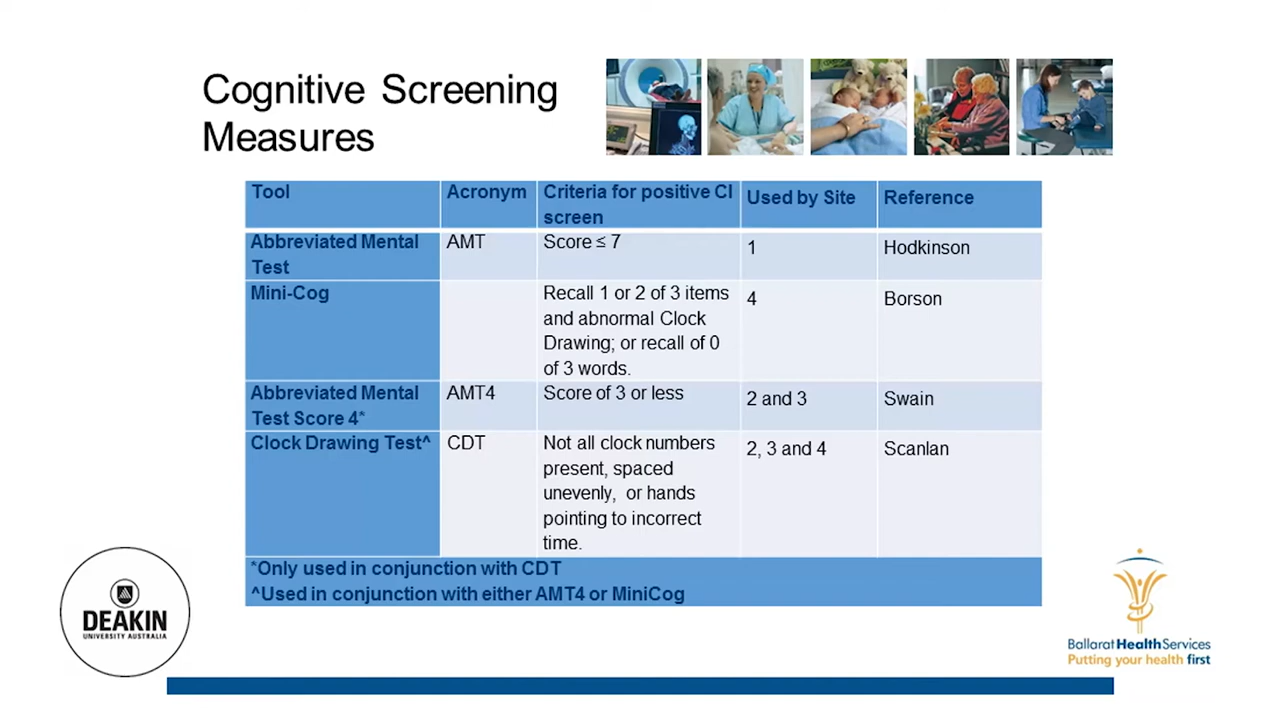 Cognitive Screening
Measures
Tool
Acronym
Criteria for positive CI
screen
Used by Site
Reference
Abbreviated Mental
Test
AMT
Score ≤ 7
1
Hodkinson
Mini-Cog
Recall 1 or 2 of 3 items
and abnormal Clock
Drawing; or recall of 0
of 3 words.
4
Borson
Abbreviated Mental
Test Score 4*
AMT4
Score of 3 or less
2 and 3
Swain
Clock Drawing Test^
CDT
Not all clock numbers
present, spaced
unevenly, or hands
pointing to incorrect
time.
2, 3 and 4
Scanlan
*Only used in conjunction with CDT
^Used in conjunction with either AMT4 or MiniCog
DEAKIN
UNIVERSITY AUSTRALIA
Ballarat HealthServices
Putting your health first